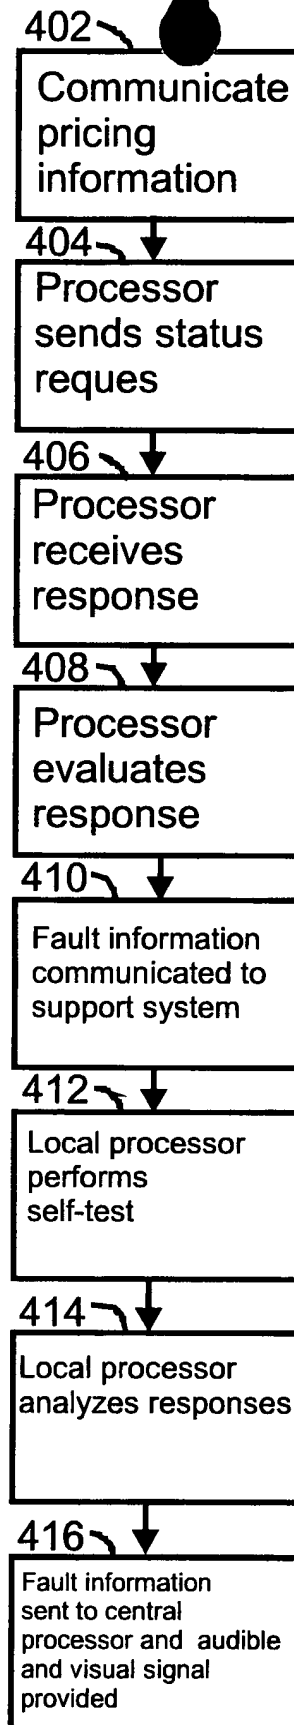 402
Communicate
pricing
information
404
Processor
sends status
reques
406
Processor
receives
response
408
Processor
evaluates
response
410
Fault information
communicated to
support system
412
Local processor
performs
self-test
414
Local processor
analyzes responses
416
Fault information
sent to central
processor and audible
and visual signal
provided